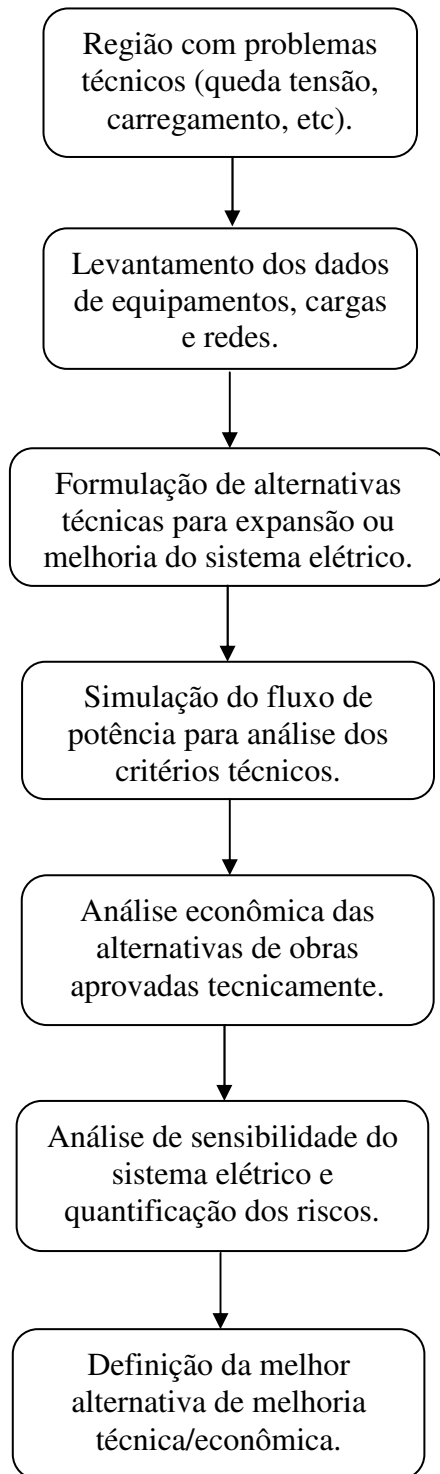 Região com problemas
técnicos (queda tensão,
carregamento, etc).
Levantamento dos dados
de equipamentos, cargas
e redes.
Formulação de alternativas
técnicas para expansão ou
melhoria do sistema elétrico.
Simulação do fluxo de
potência para análise dos
critérios técnicos.
Análise econômica das
alternativas de obras
aprovadas tecnicamente.
Análise de sensibilidade do
sistema elétrico e
quantificação dos riscos.
Definição da melhor
alternativa de melhoria
técnica/econômica.